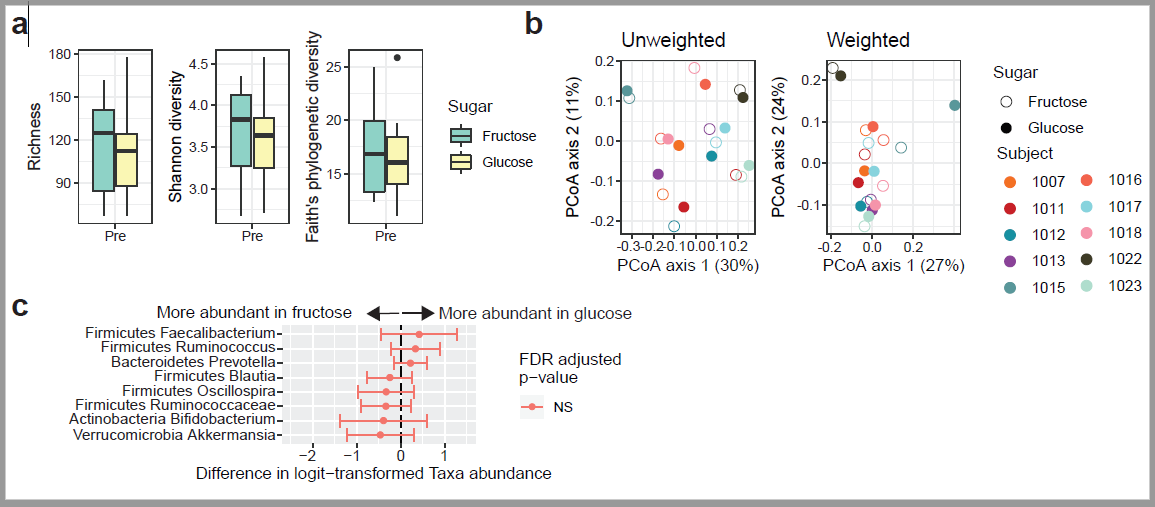 a
180
150
120
90
Richness
Pre
4.5
4.0
3.5
3.0
Shannon diversity
Pre
25
20
15
Faith's phylogenetic diversity
Pre
Sugar
Fructose
Glucose
b
Unweighted
0.2
0.1
0.0
-0.1
-0.2
PCoA axis 2 (11%)
-0.3-0.2-0.10.00.10.2
PCoA axis 1 (30%)
Weighted
0.2
0.1
0.0
-0.1
PCoA axis 2 (24%)
-0.2 0.0 0.2
PCoA axis 1 (27%)
Sugar
Fructose
Glucose
Subject
1007 1016
1011 1017
1012 1018
1013 1022
1015 1023
c
More abundant in fructose More abundant in glucose
Firmicutes Faecalibacterium
Firmicutes Ruminococcus
Bacteroidetes Prevotella
Firmicutes Blautia
Firmicutes Oscillospira
Firmicutes Ruminococcaceae
Actinobacteria Bifidobacterium
Verrucomicrobia Akkermansia
−2 −1 0 1
Difference in logit−transformed Taxa abundance
FDR adjusted
p−value
NS